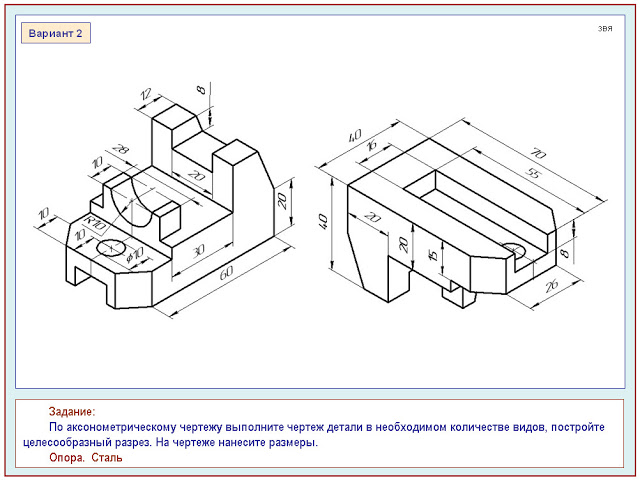 Вариант 2
звя
12
8
28
10
20
10
R10
10
ø10
20
30
60
40
16
70
55
40
20
20
15
8
26
Задание:
По аксонометрическому чертежу выполните чертеж детали в необходимом количестве видов, постройте
целесообразный разрез. На чертеже нанесите размеры.
Опора. Сталь